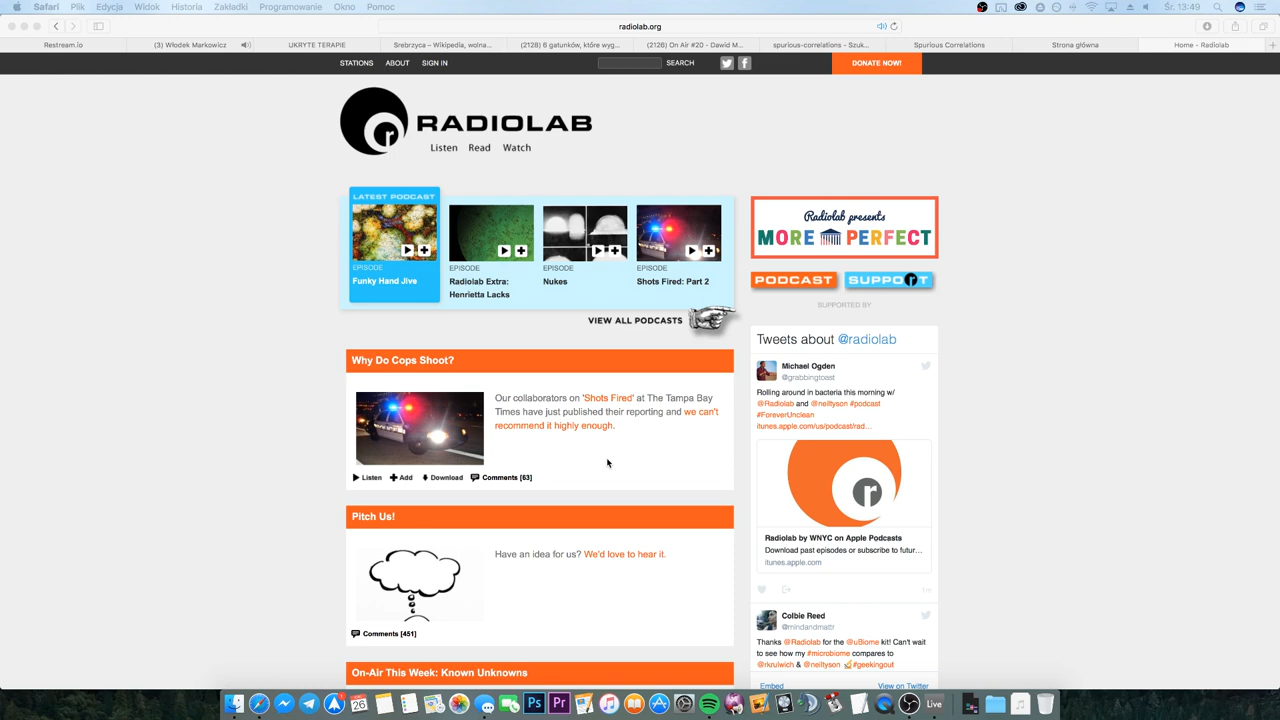 Safari Plik Edycja Widok Historia Zakładki Programowanie Okno Pomoc
Śr. 13:49
radiolab.org
Restream.io
(3) Włodek Markowicz
UKRYTE TERAPIE
Srebrzyca – Wikipedia, wolna...
(2128) 6 gatunków, które wyg...
(2126) On Air #20 - Dawid M...
spurious-correlations - Szuk...
Spurious Correlations
Strona główna
Home - Radiolab
STATIONS ABOUT SIGN IN
SEARCH
DONATE NOW!
RADIOLAB
Listen Read Watch
LATEST PODCAST
EPISODE
Funky Hand Jive
EPISODE
Radiolab Extra:
Henrietta Lacks
EPISODE
Nukes
EPISODE
Shots Fired: Part 2
VIEW ALL PODCASTS
Radiolab presents
MORE PERFECT
PODCAST
SUPPORT
SUPPORTED BY
Why Do Cops Shoot?
Our collaborators on 'Shots Fired' at The Tampa Bay
Times have just published their reporting and we can't
recommend it highly enough.
Listen Add Download Comments [63]
Pitch Us!
Have an idea for us? We'd love to hear it.
Comments [451]
On-Air This Week: Known Unknowns
Tweets about @radiolab
Michael Ogden
@grabbingtoast
Rolling around in bacteria this morning w/
@Radiolab and @neiltyson #podcast
#ForeverUnclean
itunes.apple.com/us/podcast/rad...
Radiolab by WNYC on Apple Podcasts
Download past episodes or subscribe to futur...
itunes.apple.com
Colbie Reed
@mindandmattr
Thanks @Radiolab for the @uBiome kit! Can't wait
to see how my #microbiome compares to
@rkrulwich & @neiltyson #geekingout
Embed
View on Twitter
26
Ps
Pr
Live